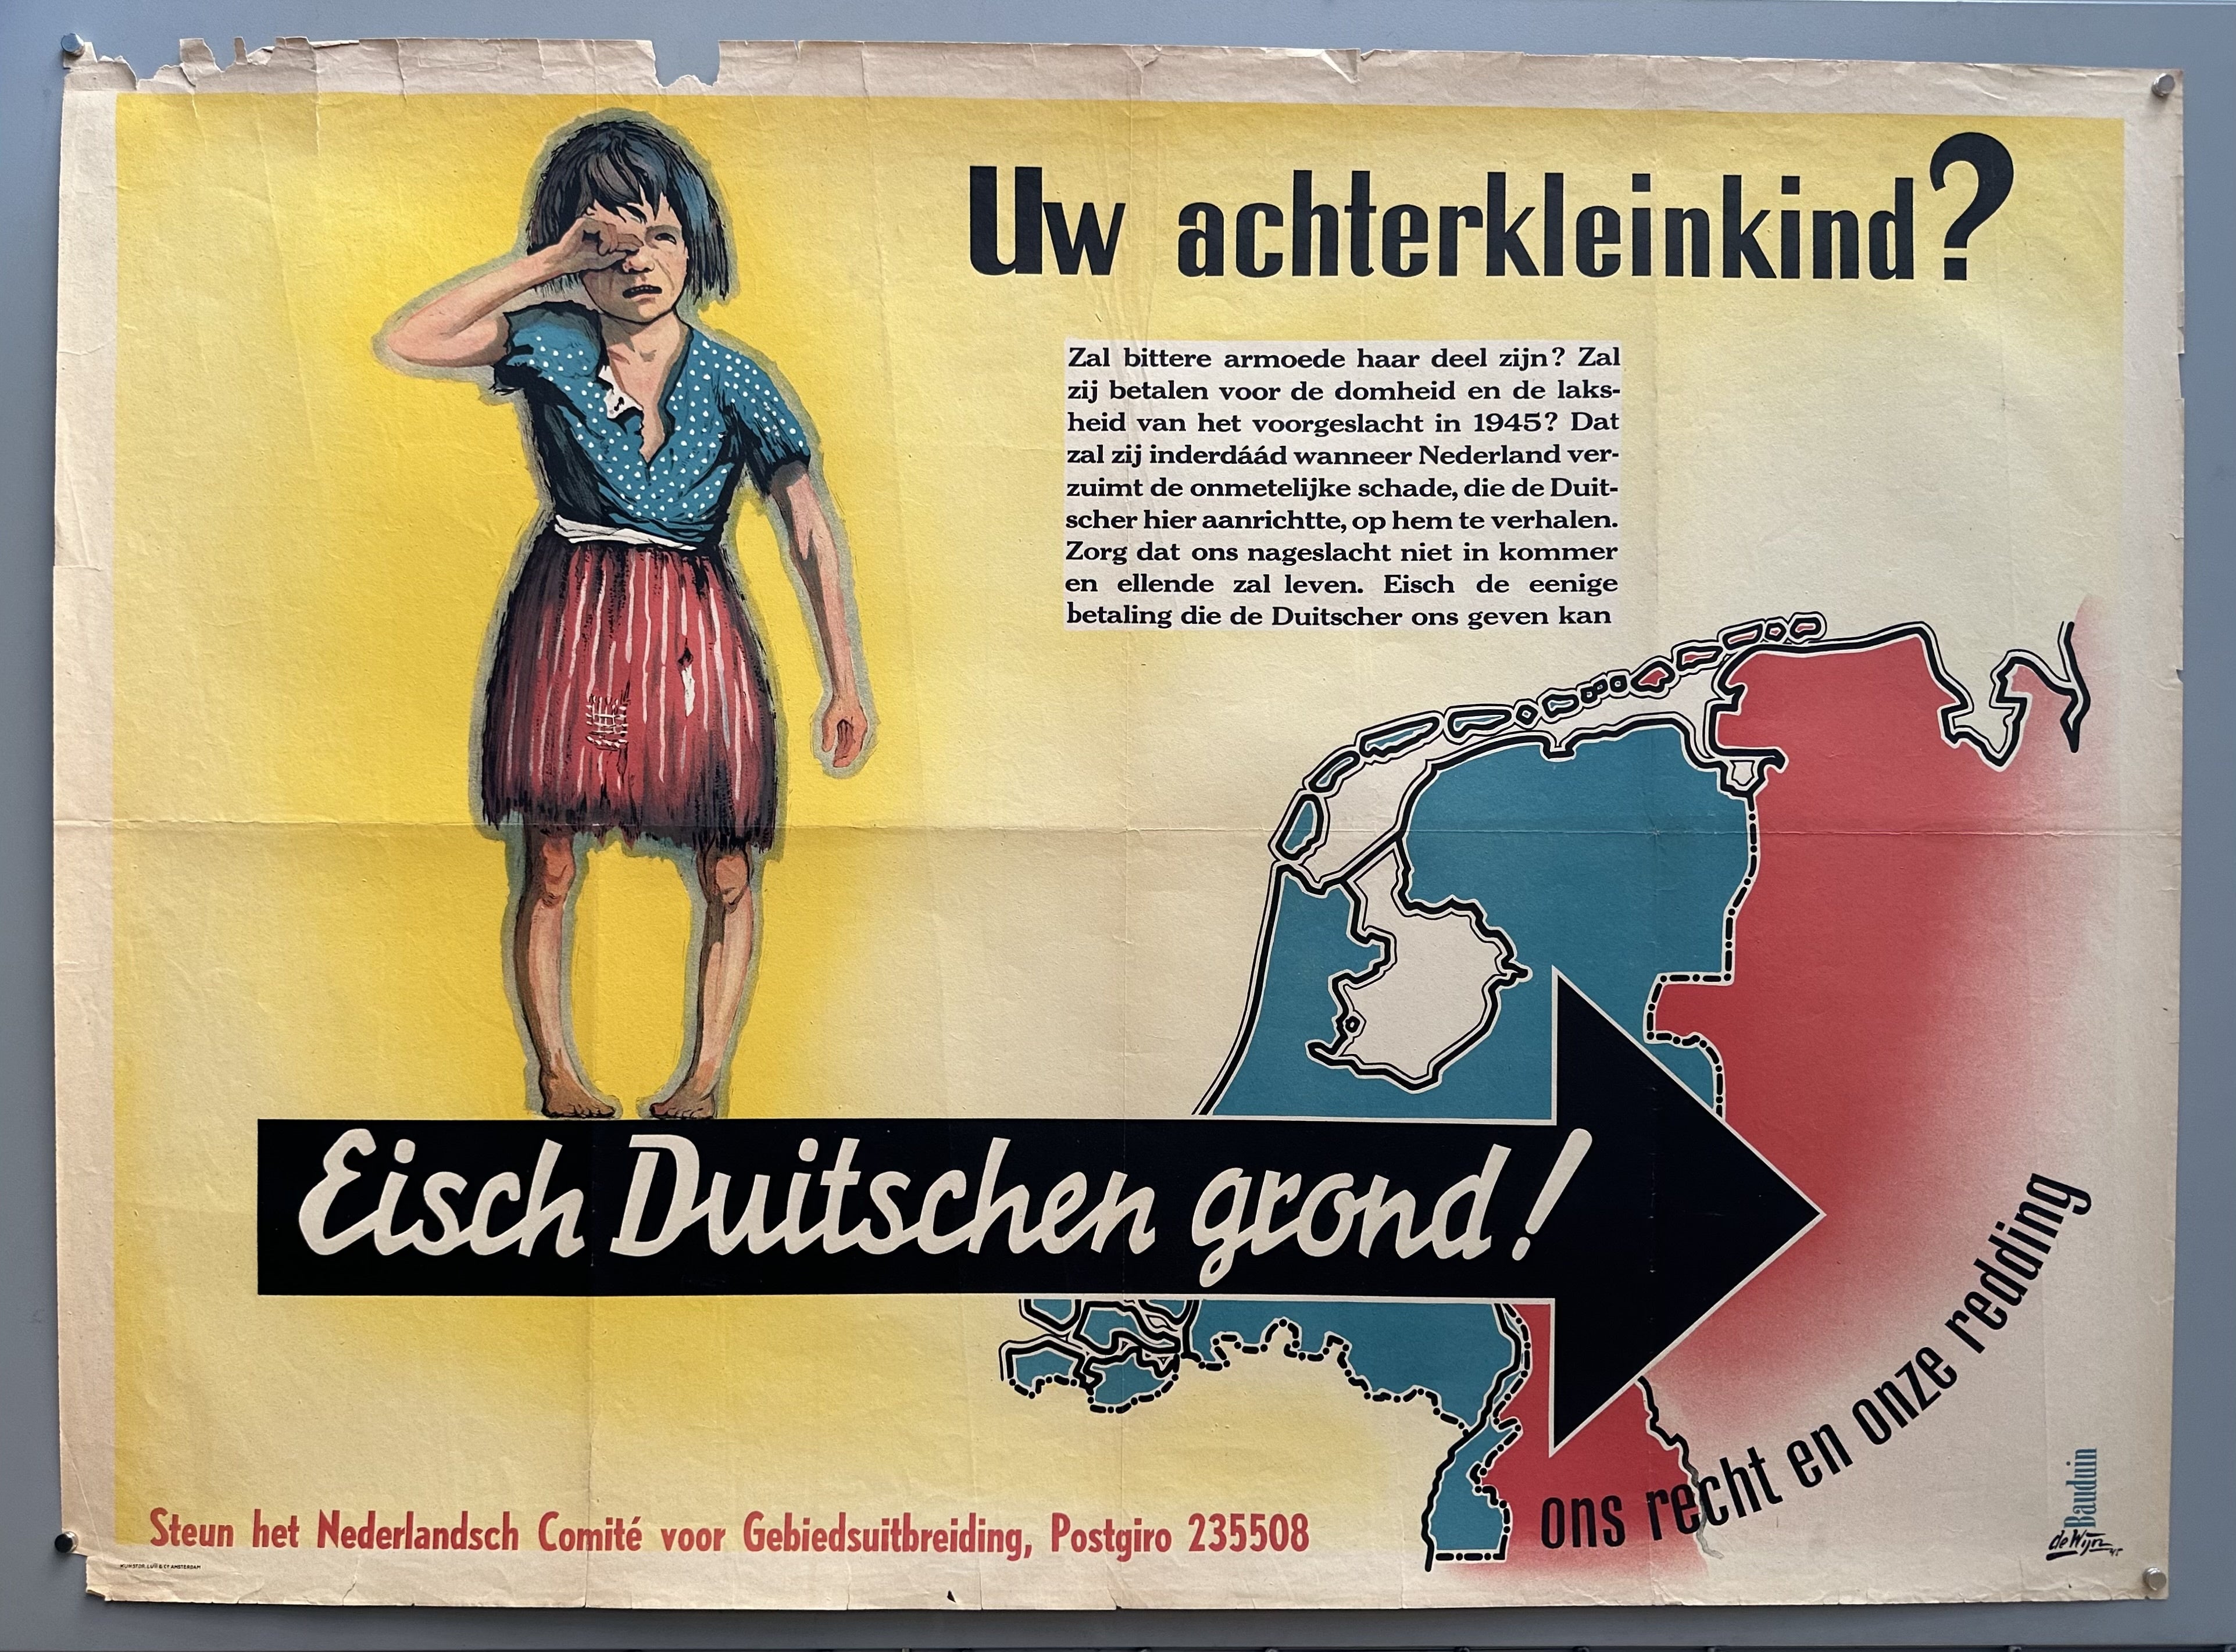 Uw achterkleinkind?
Zal bittere armoede haar deel zijn? Zal
zij betalen voor de domheid en de laks-
heid van het voorgeslacht in 1945? Dat
zal zij inderdáád wanneer Nederland ver-
zuimt de onmetelijke schade, die de Duit-
scher hier aanrichtte, op hem te verhalen.
Zorg dat ons nageslacht niet in kommer
en ellende zal leven. Eisch de eenige
betaling die de Duitscher ons geven kan
Eisch Duitschen grond!
ons recht en onze redding
Steun het Nederlandsch Comité voor Gebiedsuitbreiding, Postgiro 235508
Bauduin
de Wijn
KUNSTDR. LUII & Cº AMSTERDAM